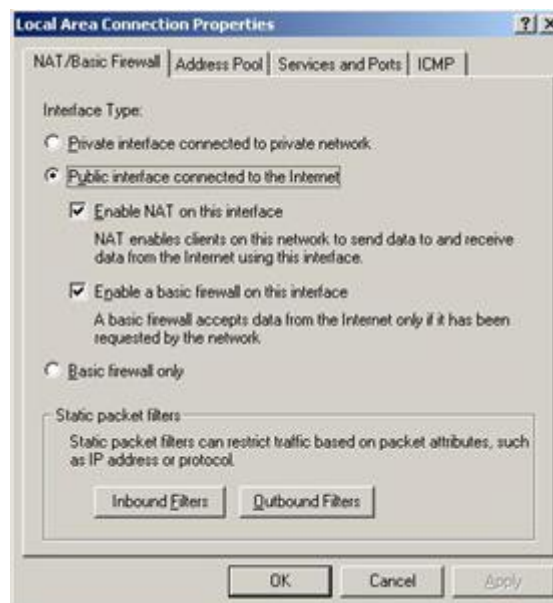 Local Area Connection Properties
NAT/Basic Firewall Address Pool Services and Ports ICMP
Interface Type:
Private interface connected to private network
Public interface connected to the Internet
Enable NAT on this interface
NAT enables clients on this network to send data to and receive
data from the Internet using this interface.
Enable a basic firewall on this interface
A basic firewall accepts data from the Internet only if it has been
requested by the network
Basic firewall only
Static packet filters
Static packet filters can restrict traffic based on packet attributes, such
as IP address or protocol.
Inbound Filters Outbound Filters
OK Cancel Apply